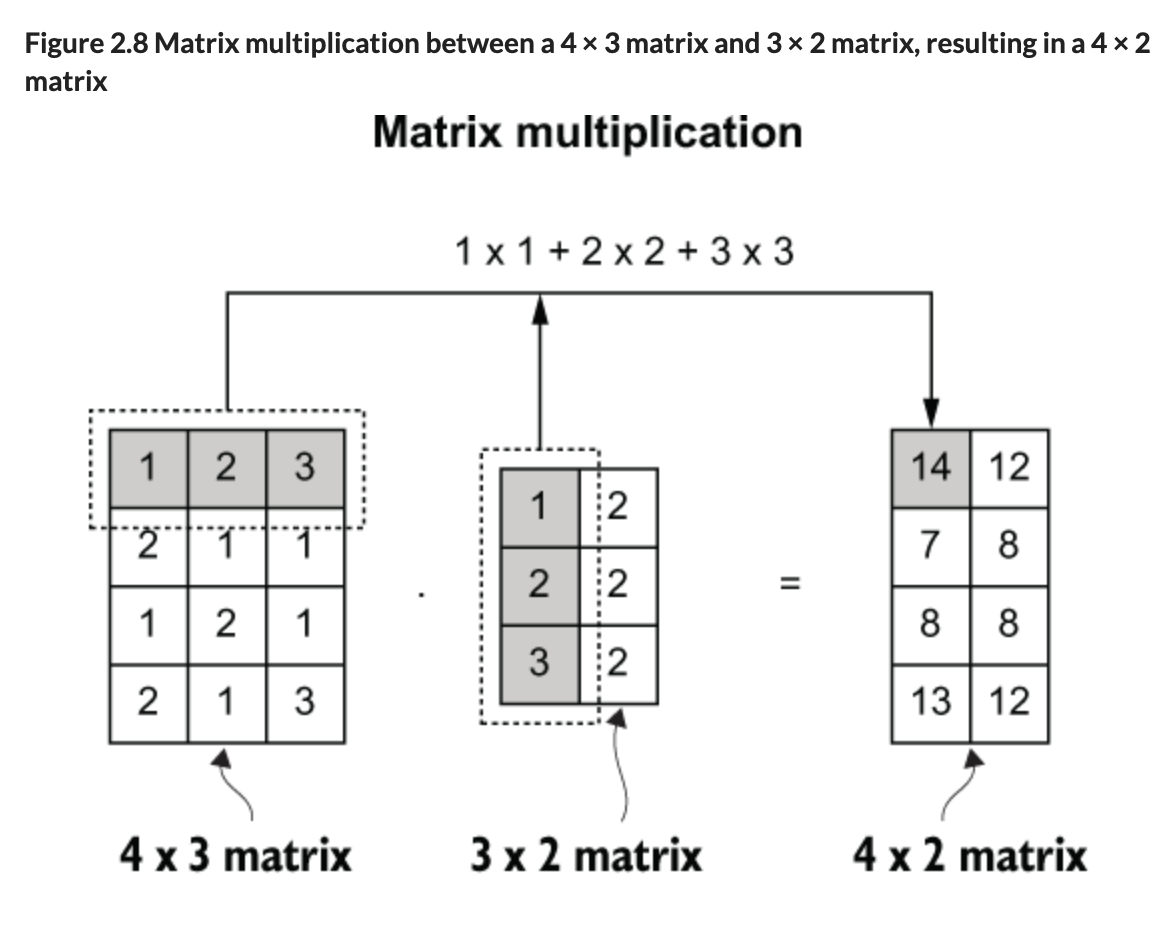 Figure 2.8 Matrix multiplication between a 4 × 3 matrix and 3 × 2 matrix, resulting in a 4 × 2
matrix
Matrix multiplication
1 x 1 + 2 x 2 + 3 x 3
1 2 3
2 1 1
1 2 1
2 1 3
.
1 2
2 2
3 2
=
14 12
7 8
8 8
13 12
4 x 3 matrix
3 x 2 matrix
4 x 2 matrix